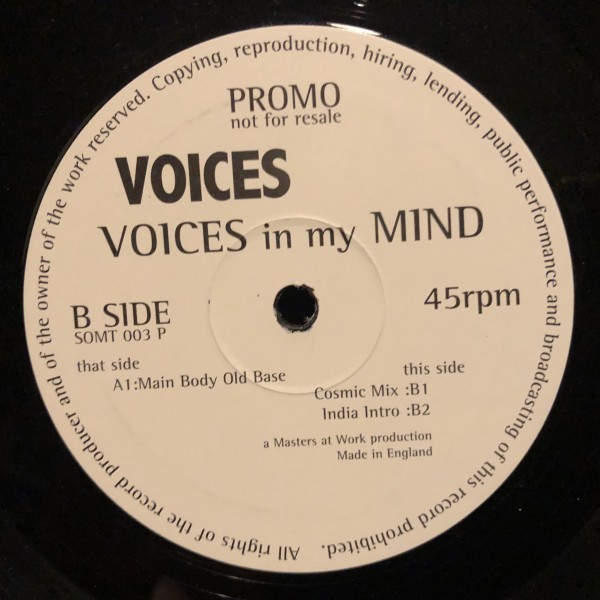 All rights of the record producer and of the owner of the work reserved. Copying, reproduction, hiring, lending, public performance and broadcasting of this record prohibited.
PROMO
not for resale
VOICES
VOICES in my MIND
B SIDE
45rpm
SOMT 003 P
that side
A1:Main Body Old Base
this side
Cosmic Mix :B1
India Intro :B2
a Masters at Work production
Made in England